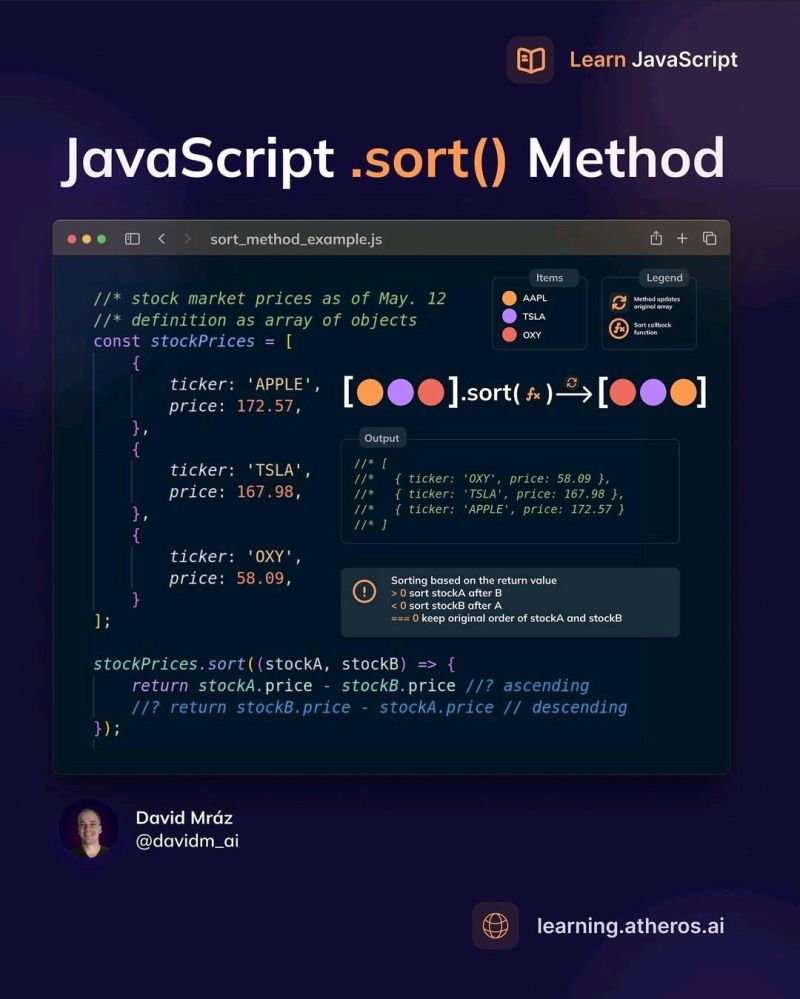 Learn JavaScript
JavaScript .sort() Method
sort_method_example.js
//* stock market prices as of May. 12
//* definition as array of objects
const stockPrices = [
{
ticker: 'APPLE',
price: 172.57,
},
{
ticker: 'TSLA',
price: 167.98,
},
{
ticker: 'OXY',
price: 58.09,
}
];
stockPrices.sort((stockA, stockB) => {
return stockA.price - stockB.price //? ascending
//? return stockB.price - stockA.price // descending
});
Items
AAPL
TSLA
OXY
Legend
Method updates
original array
fx
Sort callback
function
[ ].sort( fx ) → [ ]
Output
//* [
//* { ticker: 'OXY', price: 58.09 },
//* { ticker: 'TSLA', price: 167.98 },
//* { ticker: 'APPLE', price: 172.57 }
//* ]
Sorting based on the return value
> 0 sort stockA after B
< 0 sort stockB after A
=== 0 keep original order of stockA and stockB
David Mráz
@davidm_ai
learning.atheros.ai